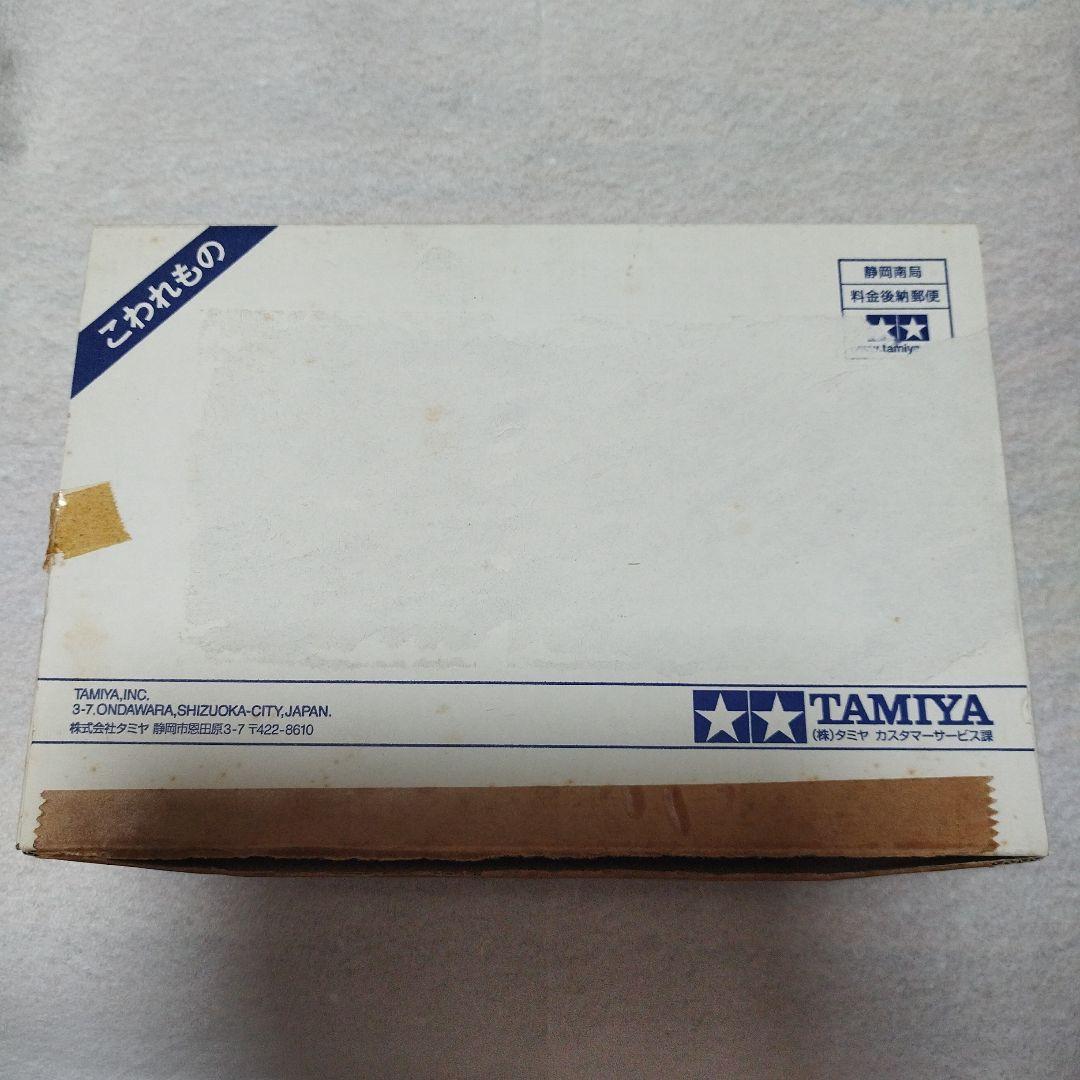 こわれもの
静岡南局
料金後納郵便
tamiya
TAMIYA,INC.
3-7,ONDAWARA,SHIZUOKA-CITY,JAPAN.
株式会社タミヤ 静岡市恩田原3-7 〒422-8610
TAMIYA
(株)タミヤ カスタマーサービス課